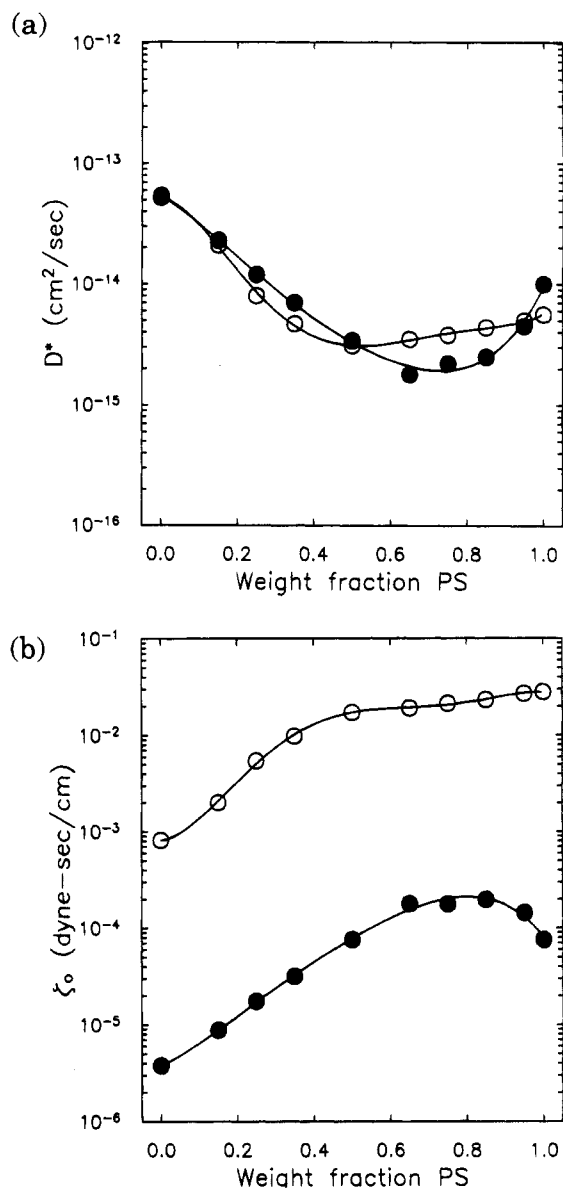 (a)
10⁻¹²
10⁻¹³
10⁻¹⁴
10⁻¹⁵
10⁻¹⁶
D* (cm²/sec)
0.0 0.2 0.4 0.6 0.8 1.0
Weight fraction PS
(b)
10⁻¹
10⁻²
10⁻³
10⁻⁴
10⁻⁵
10⁻⁶
ζₒ (dyne-sec/cm)
0.0 0.2 0.4 0.6 0.8 1.0
Weight fraction PS